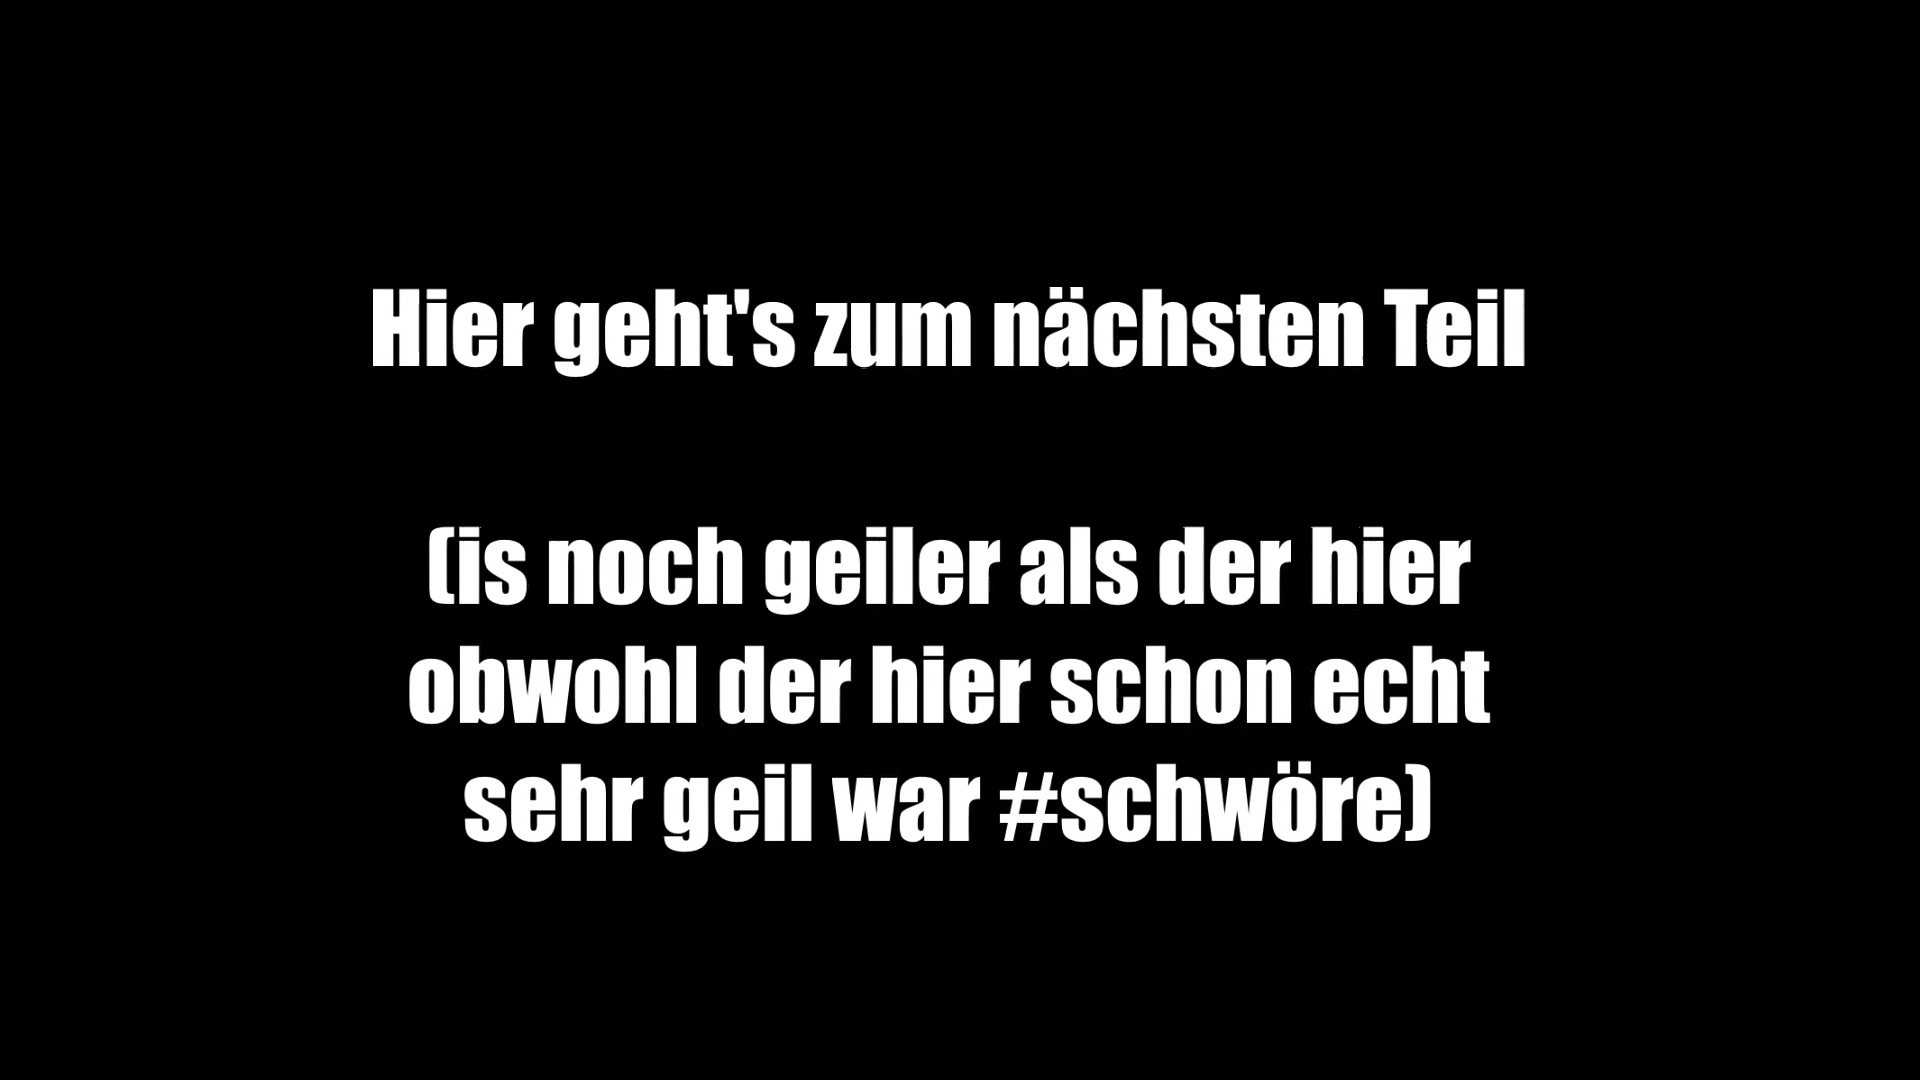 Hier geht's zum nächsten Teil
(is noch geiler als der hier
obwohl der hier schon echt
sehr geil war #schwöre)